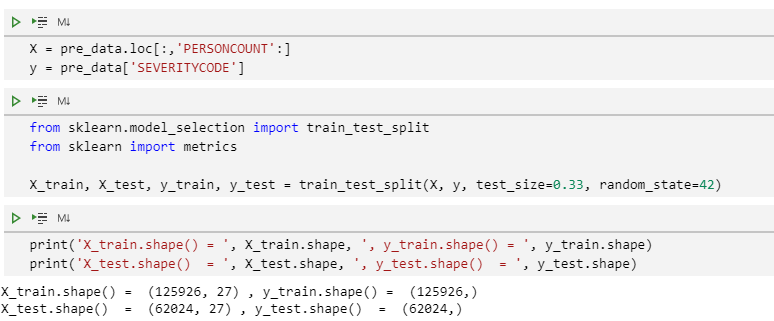 M↓
X = pre_data.loc[:,'PERSONCOUNT':]
y = pre_data['SEVERITYCODE']
M↓
from sklearn.model_selection import train_test_split
from sklearn import metrics
X_train, X_test, y_train, y_test = train_test_split(X, y, test_size=0.33, random_state=42)
M↓
print('X_train.shape() = ', X_train.shape, ', y_train.shape() = ', y_train.shape)
print('X_test.shape()  = ', X_test.shape, ', y_test.shape()  = ', y_test.shape)
X_train.shape() =  (125926, 27) , y_train.shape() =  (125926,)
X_test.shape()  =  (62024, 27) , y_test.shape()  =  (62024,)